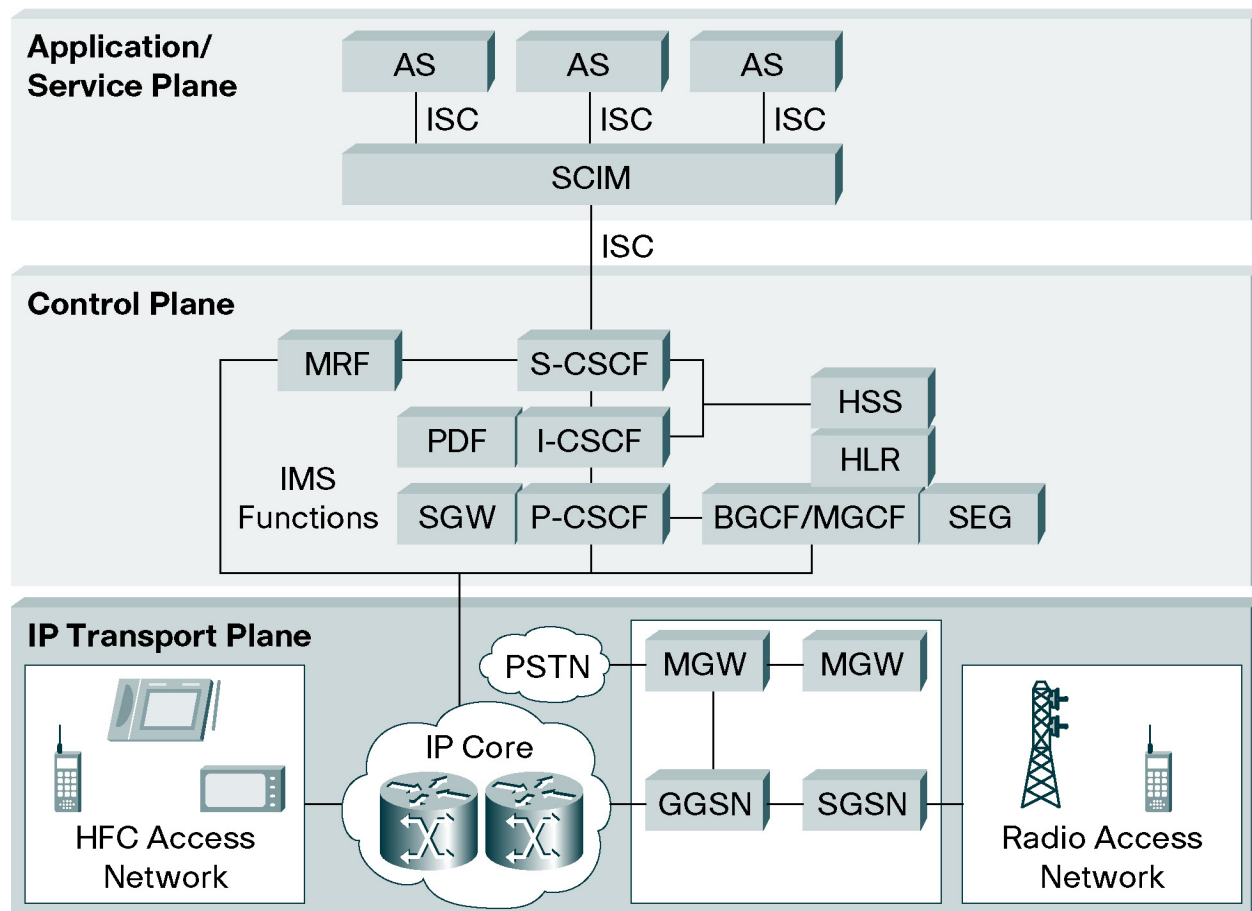 Application/
Service Plane
AS
AS
AS
ISC
ISC
ISC
SCIM
ISC
Control Plane
MRF
S-CSCF
HSS
PDF
I-CSCF
HLR
IMS
Functions
SGW
P-CSCF
BGCF/MGCF
SEG
IP Transport Plane
PSTN
MGW
MGW
IP Core
GGSN
SGSN
HFC Access
Network
Radio Access
Network